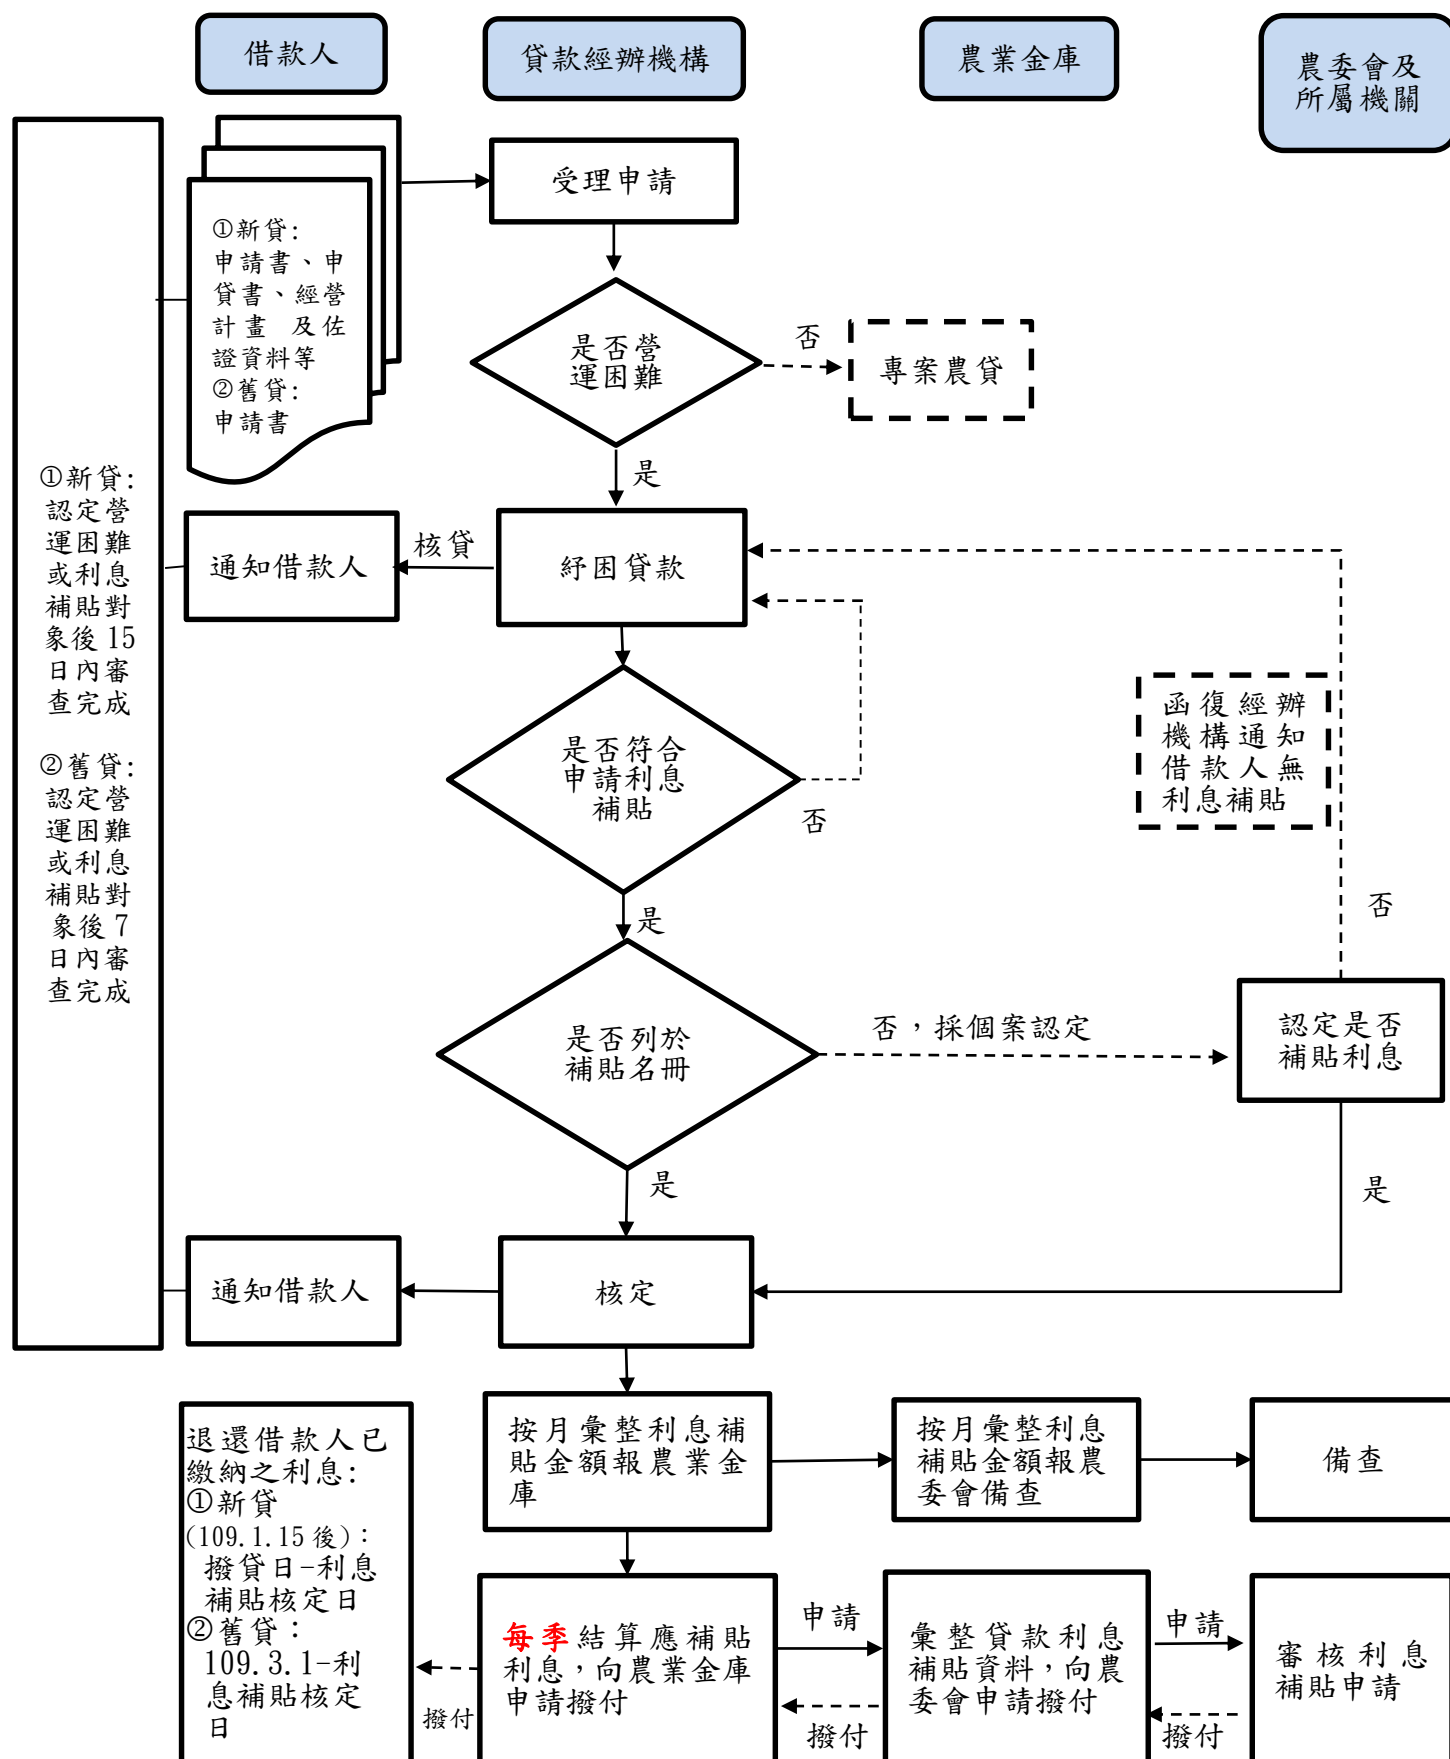 借款人
貸款經辦機構
農業金庫
農委會及
所屬機關
受理申請
①新貸:
申請書、申
貸書、經營
計畫 及佐
證資料等
②舊貸:
申請書
是否營
運困難
否
專案農貸
是
①新貸:
認定營
運困難
或利息
補貼對
象後15
日內審
查完成
②舊貸:
認定營
運困難
或利息
補貼對
象後7
日內審
查完成
通知借款人
核貸
紓困貸款
是否符合
申請利息
補貼
否
函復經辦
機構通知
借款人無
利息補貼
否
是
是否列於
補貼名冊
否，採個案認定
認定是否
補貼利息
是
是
通知借款人
核定
退還借款人已
繳納之利息:
①新貸
(109.1.15後):
撥貸日-利息
補貼核定日
②舊貸:
109.3.1-利
息補貼核定
日
按月彙整利息補
貼金額報農業金
庫
按月彙整利息
補貼金額報農
委會備查
備查
每季結算應補貼
利息,向農業金庫
申請撥付
撥付
申請
撥付
彙整貸款利息
補貼資料,向農
委會申請撥付
申請
撥付
審核利息
補貼申請